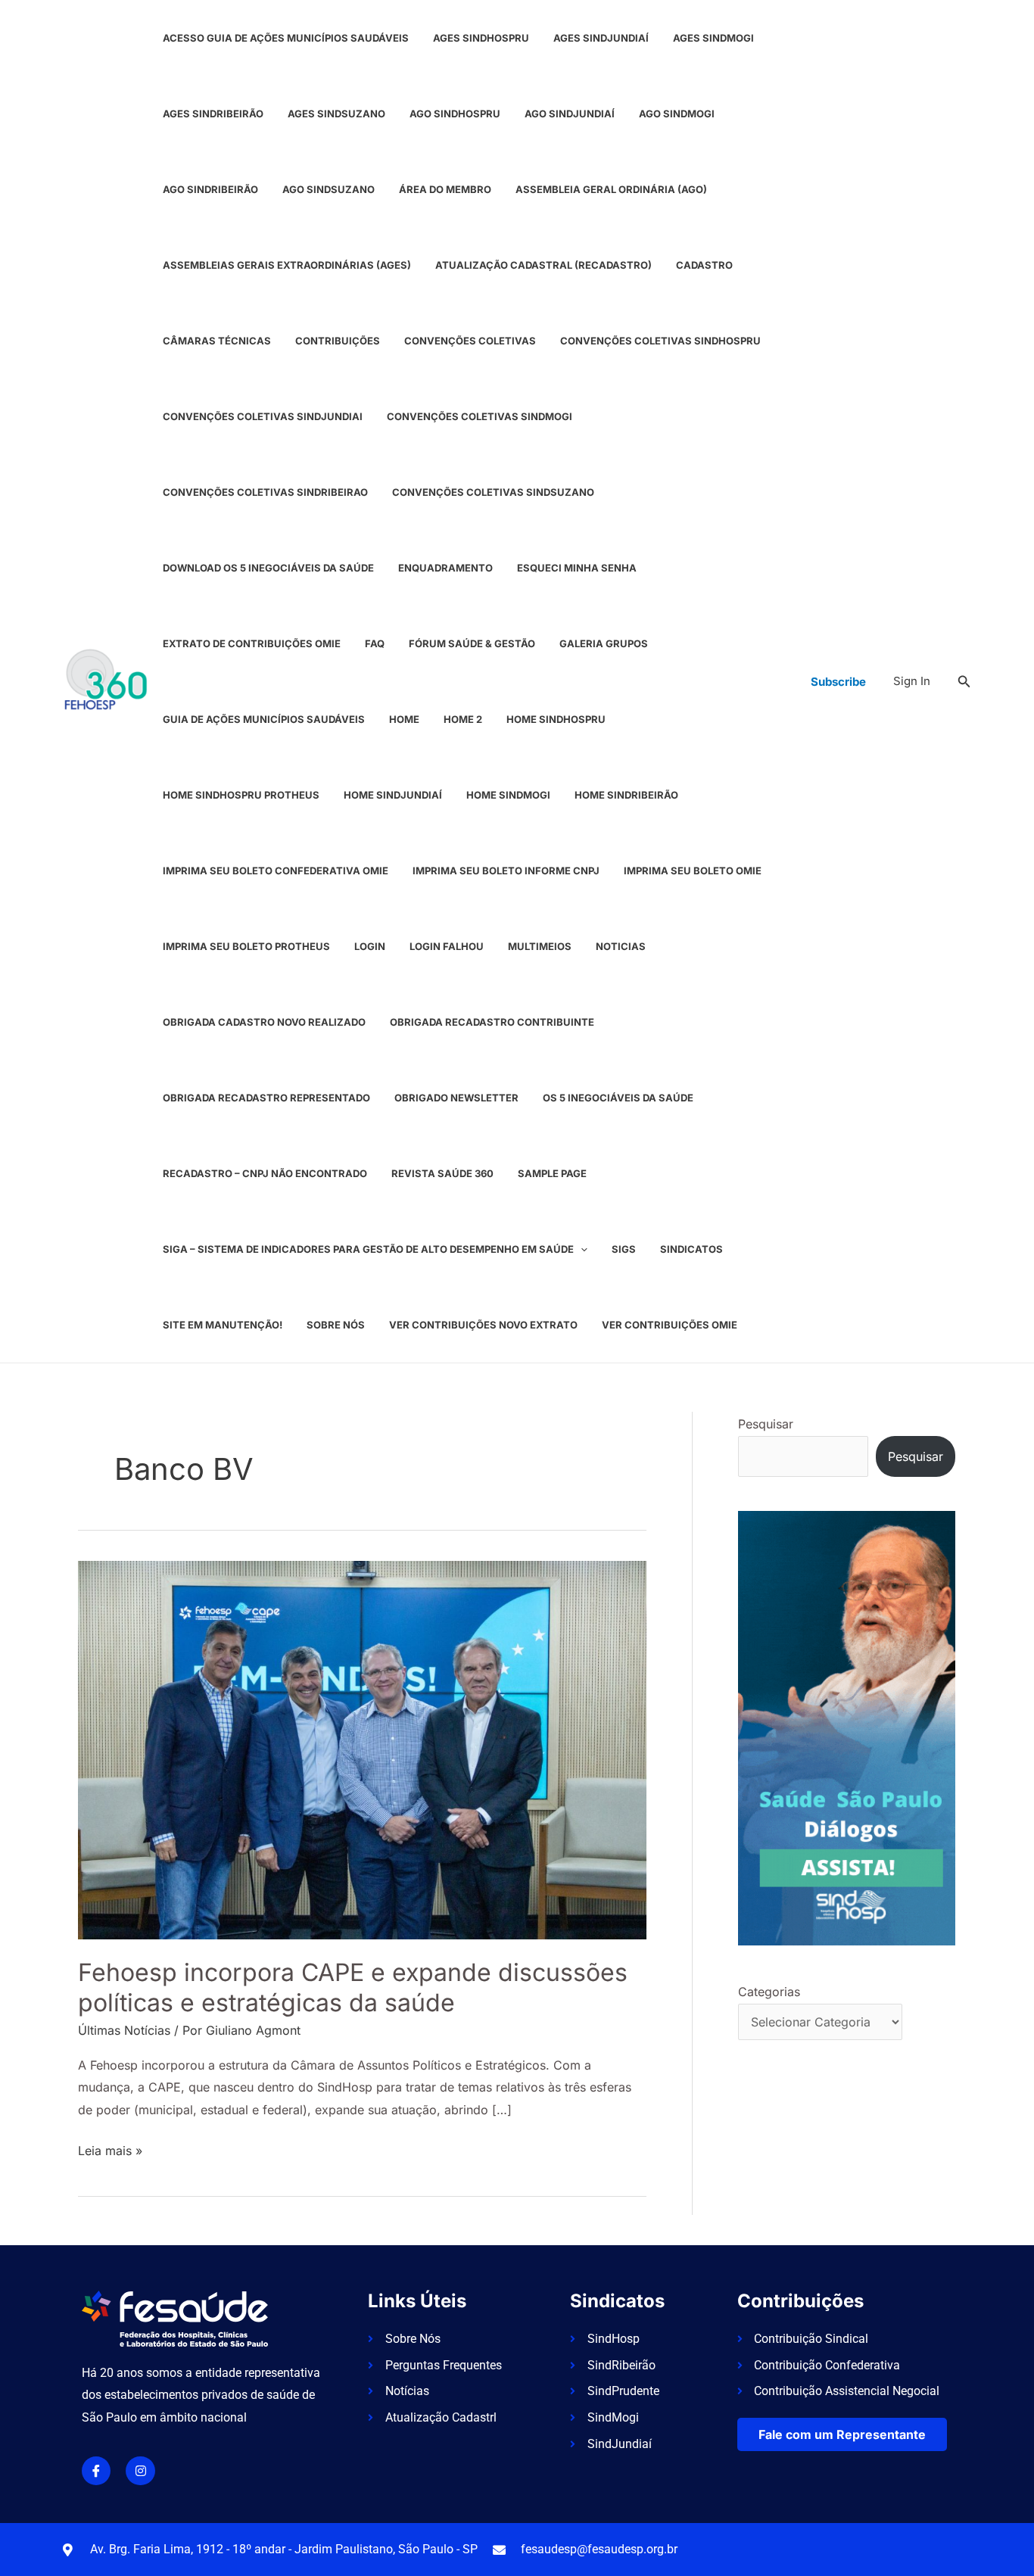 ACESSO GUIA DE AÇÕES MUNICÍPIOS SAUDÁVEIS AGES SINDHOSPRU AGES SINDJUNDIAÍ AGES SINDMOGI
AGES SINDRIBEIRÃO AGES SINDSUZANO AGO SINDHOSPRU AGO SINDJUNDIAÍ AGO SINDMOGI
AGO SINDRIBEIRÃO AGO SINDSUZANO ÁREA DO MEMBRO ASSEMBLEIA GERAL ORDINÁRIA (AGO)
ASSEMBLEIAS GERAIS EXTRAORDINÁRIAS (AGES) ATUALIZAÇÃO CADASTRAL (RECADASTRO) CADASTRO
CÂMARAS TÉCNICAS CONTRIBUIÇÕES CONVENÇÕES COLETIVAS CONVENÇÕES COLETIVAS SINDHOSPRU
CONVENÇÕES COLETIVAS SINDJUNDIAI CONVENÇÕES COLETIVAS SINDMOGI
CONVENÇÕES COLETIVAS SINDRIBEIRAO CONVENÇÕES COLETIVAS SINDSUZANO
DOWNLOAD OS 5 INEGOCIÁVEIS DA SAÚDE ENQUADRAMENTO ESQUECI MINHA SENHA
EXTRATO DE CONTRIBUIÇÕES OMIE FAQ FÓRUM SAÚDE & GESTÃO GALERIA GRUPOS
360
FEHOESP
Subscribe Sign In
GUIA DE AÇÕES MUNICÍPIOS SAUDÁVEIS HOME HOME 2 HOME SINDHOSPRU
HOME SINDHOSPRU PROTHEUS HOME SINDJUNDIAÍ HOME SINDMOGI HOME SINDRIBEIRÃO
IMPRIMA SEU BOLETO CONFEDERATIVA OMIE IMPRIMA SEU BOLETO INFORME CNPJ IMPRIMA SEU BOLETO OMIE
IMPRIMA SEU BOLETO PROTHEUS LOGIN LOGIN FALHOU MULTIMEIOS NOTICIAS
OBRIGADA CADASTRO NOVO REALIZADO OBRIGADA RECADASTRO CONTRIBUINTE
OBRIGADA RECADASTRO REPRESENTADO OBRIGADO NEWSLETTER OS 5 INEGOCIÁVEIS DA SAÚDE
RECADASTRO – CNPJ NÃO ENCONTRADO REVISTA SAÚDE 360 SAMPLE PAGE
SIGA – SISTEMA DE INDICADORES PARA GESTÃO DE ALTO DESEMPENHO EM SAÚDE SIGS SINDICATOS
SITE EM MANUTENÇÃO! SOBRE NÓS VER CONTRIBUIÇÕES NOVO EXTRATO VER CONTRIBUIÇÕES OMIE
Banco BV
fehoesp cape
Fehoesp incorpora CAPE e expande discussões
políticas e estratégicas da saúde
Últimas Notícias / Por Giuliano Agmont
A Fehoesp incorporou a estrutura da Câmara de Assuntos Políticos e Estratégicos. Com a
mudança, a CAPE, que nasceu dentro do SindHosp para tratar de temas relativos às três esferas
de poder (municipal, estadual e federal), expande sua atuação, abrindo […]
Leia mais »
Pesquisar
Pesquisar
Saúde São Paulo
Diálogos
ASSISTA!
sind
hosp
Categorias
Selecionar Categoria
fesaúde
Federação dos Hospitais, Clínicas
e Laboratórios do Estado de São Paulo
Há 20 anos somos a entidade representativa
dos estabelecimentos privados de saúde de
São Paulo em âmbito nacional
Links Úteis
Sobre Nós
Perguntas Frequentes
Notícias
Atualização Cadastrl
Sindicatos
SindHosp
SindRibeirão
SindPrudente
SindMogi
SindJundiaí
Contribuições
Contribuição Sindical
Contribuição Confederativa
Contribuição Assistencial Negocial
Fale com um Representante
Av. Brg. Faria Lima, 1912 - 18º andar - Jardim Paulistano, São Paulo - SP fesaudesp@fesaudesp.org.br